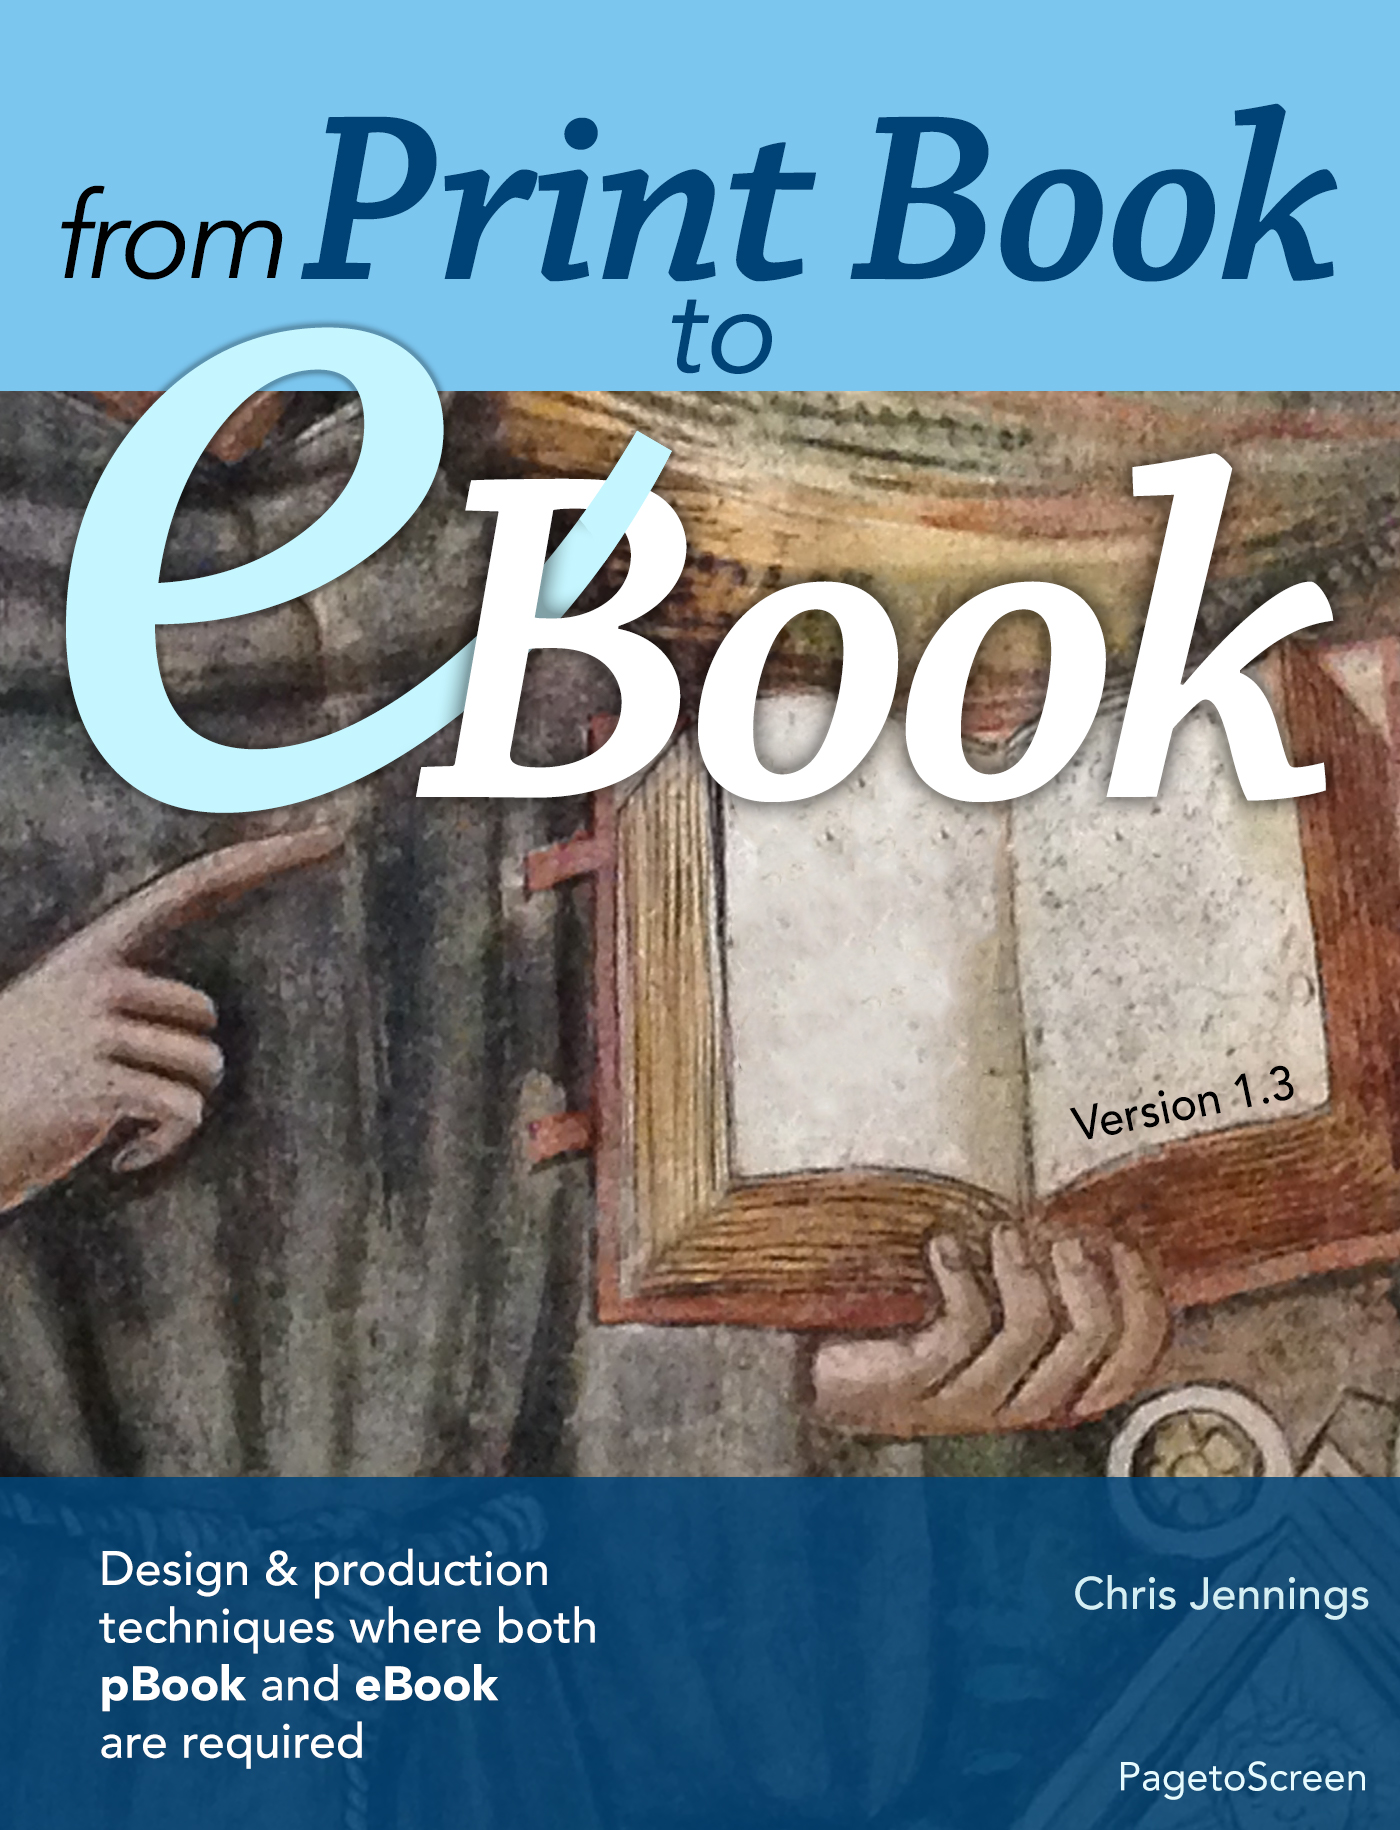 from Print Book
to
eBook
Version 1.3
Design & production
techniques where both
pBook and eBook
are required
Chris Jennings
PagetoScreen